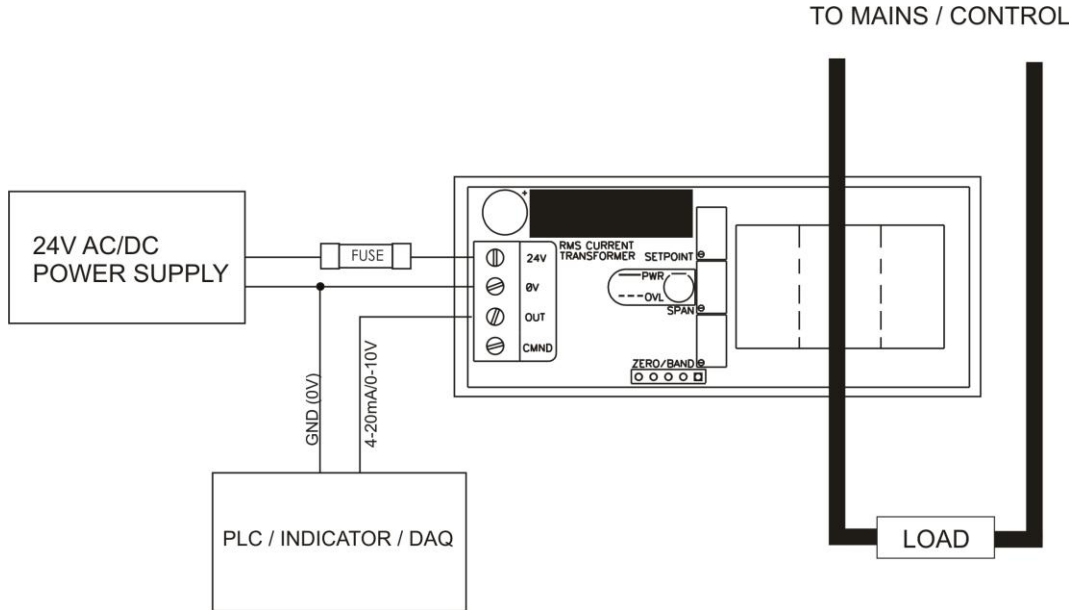 TO MAINS / CONTROL
24V AC/DC
POWER SUPPLY
FUSE
+
RMS CURRENT
TRANSFORMER
SETPOINT
24V
0V
OUT
CMND
PWR
OVL
SPAN
ZERO/BAND
GND (0V)
4-20mA/0-10V
PLC / INDICATOR / DAQ
LOAD